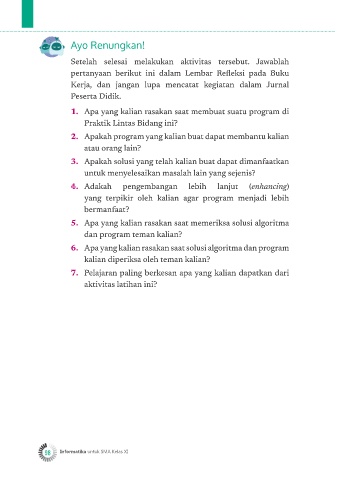 Ayo Renungkan!
Setelah selesai melakukan aktivitas tersebut. Jawablah
pertanyaan berikut ini dalam Lembar Refleksi pada Buku
Kerja, dan jangan lupa mencatat kegiatan dalam Jurnal
Peserta Didik.
1. Apa yang kalian rasakan saat membuat suatu program di
Praktik Lintas Bidang ini?
2. Apakah program yang kalian buat dapat membantu kalian
atau orang lain?
3. Apakah solusi yang telah kalian buat dapat dimanfaatkan
untuk menyelesaikan masalah lain yang sejenis?
4. Adakah pengembangan lebih lanjut (enhancing)
yang terpikir oleh kalian agar program menjadi lebih
bermanfaat?
5. Apa yang kalian rasakan saat memeriksa solusi algoritma
dan program teman kalian?
6. Apa yang kalian rasakan saat solusi algoritma dan program
kalian diperiksa oleh teman kalian?
7. Pelajaran paling berkesan apa yang kalian dapatkan dari
aktivitas latihan ini?
98 Informatika untuk SMA Kelas XI